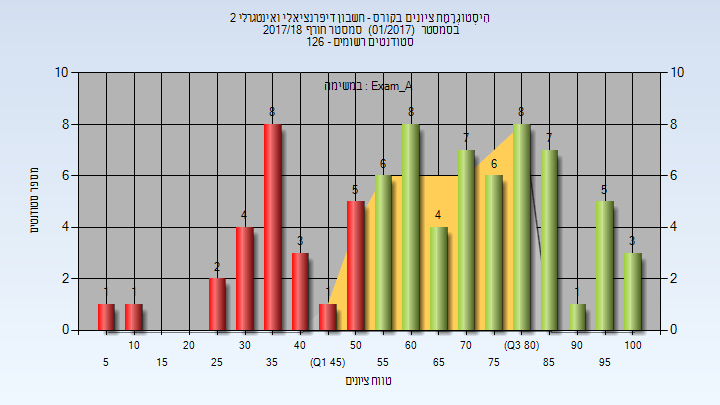 היסטוגרמת ציונים בקורס - חשבון דיפרנציאלי ואינטגרלי 2
בסמסטר (01/2017) סמסטר חורף 2017/18
סטודנטים רשומים - 126
במשימה : Exam_A
מספר סטודנטים
10 8 6 4 2 0
1 1 2 4 8 3 1 5 6 8 4 7 6 8 7 1 5 3
10 8 6 4 2 0
10 20 30 40 50 60 70 (Q3 80) 90 100
5 15 25 35 (Q1 45) 55 65 75 85 95
טווח ציונים